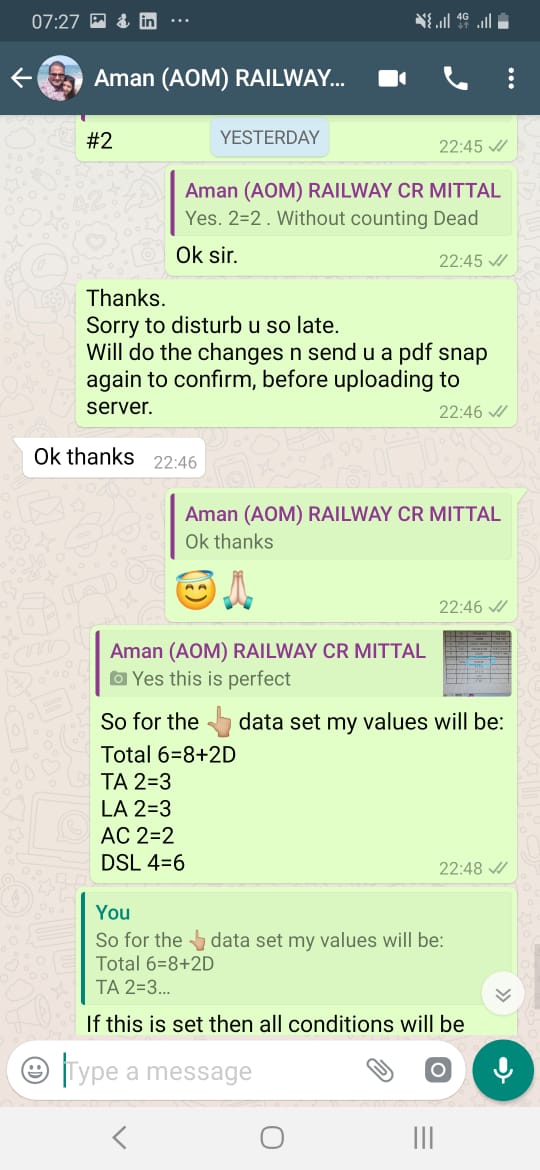 07:27
4G
Aman (AOM) RAILWAY...
YESTERDAY
#2
22:45
Aman (AOM) RAILWAY CR MITTAL
Yes. 2=2 . Without counting Dead
Ok sir.
22:45
Thanks.
Sorry to disturb u so late.
Will do the changes n send u a pdf snap
again to confirm, before uploading to
server.
22:46
Ok thanks 22:46
Aman (AOM) RAILWAY CR MITTAL
Ok thanks
😇🙏🏼
22:46
Aman (AOM) RAILWAY CR MITTAL
Yes this is perfect
So for the 👆🏼 data set my values will be:
Total 6=8+2D
TA 2=3
LA 2=3
AC 2=2
DSL 4=6
22:48
You
So for the 👆🏼 data set my values will be:
Total 6=8+2D
TA 2=3...
If this is set then all conditions will be
Type a message